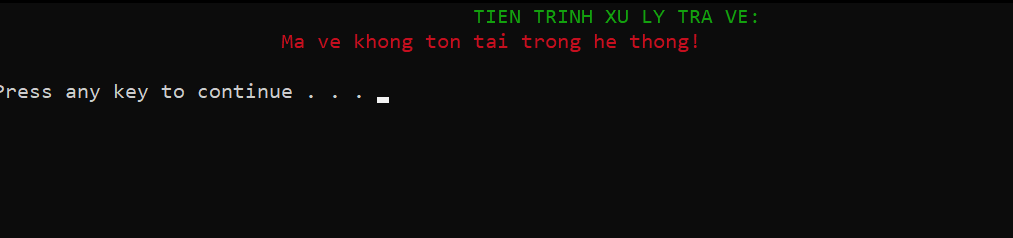 TIEN TRINH XU LY TRA VE:
Ma ve khong ton tai trong he thong!
Press any key to continue . . .